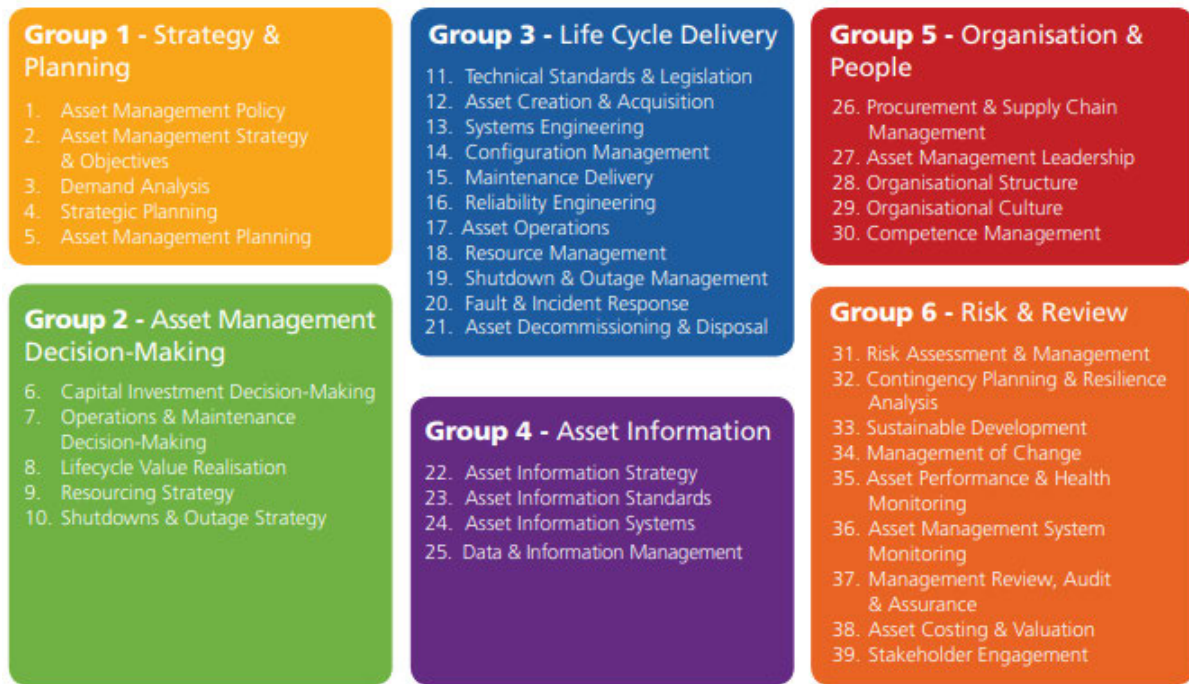 Group 1 - Strategy &
Planning
1. Asset Management Policy
2. Asset Management Strategy
& Objectives
3. Demand Analysis
4. Strategic Planning
5. Asset Management Planning
Group 2 - Asset Management
Decision-Making
6. Capital Investment Decision-Making
7. Operations & Maintenance
Decision-Making
8. Lifecycle Value Realisation
9. Resourcing Strategy
10. Shutdowns & Outage Strategy
Group 3 - Life Cycle Delivery
11. Technical Standards & Legislation
12. Asset Creation & Acquisition
13. Systems Engineering
14. Configuration Management
15. Maintenance Delivery
16. Reliability Engineering
17. Asset Operations
18. Resource Management
19. Shutdown & Outage Management
20. Fault & Incident Response
21. Asset Decommissioning & Disposal
Group 4 - Asset Information
22. Asset Information Strategy
23. Asset Information Standards
24. Asset Information Systems
25. Data & Information Management
Group 5 - Organisation &
People
26. Procurement & Supply Chain
Management
27. Asset Management Leadership
28. Organisational Structure
29. Organisational Culture
30. Competence Management
Group 6 - Risk & Review
31. Risk Assessment & Management
32. Contingency Planning & Resilience
Analysis
33. Sustainable Development
34. Management of Change
35. Asset Performance & Health
Monitoring
36. Asset Management System
Monitoring
37. Management Review, Audit
& Assurance
38. Asset Costing & Valuation
39. Stakeholder Engagement